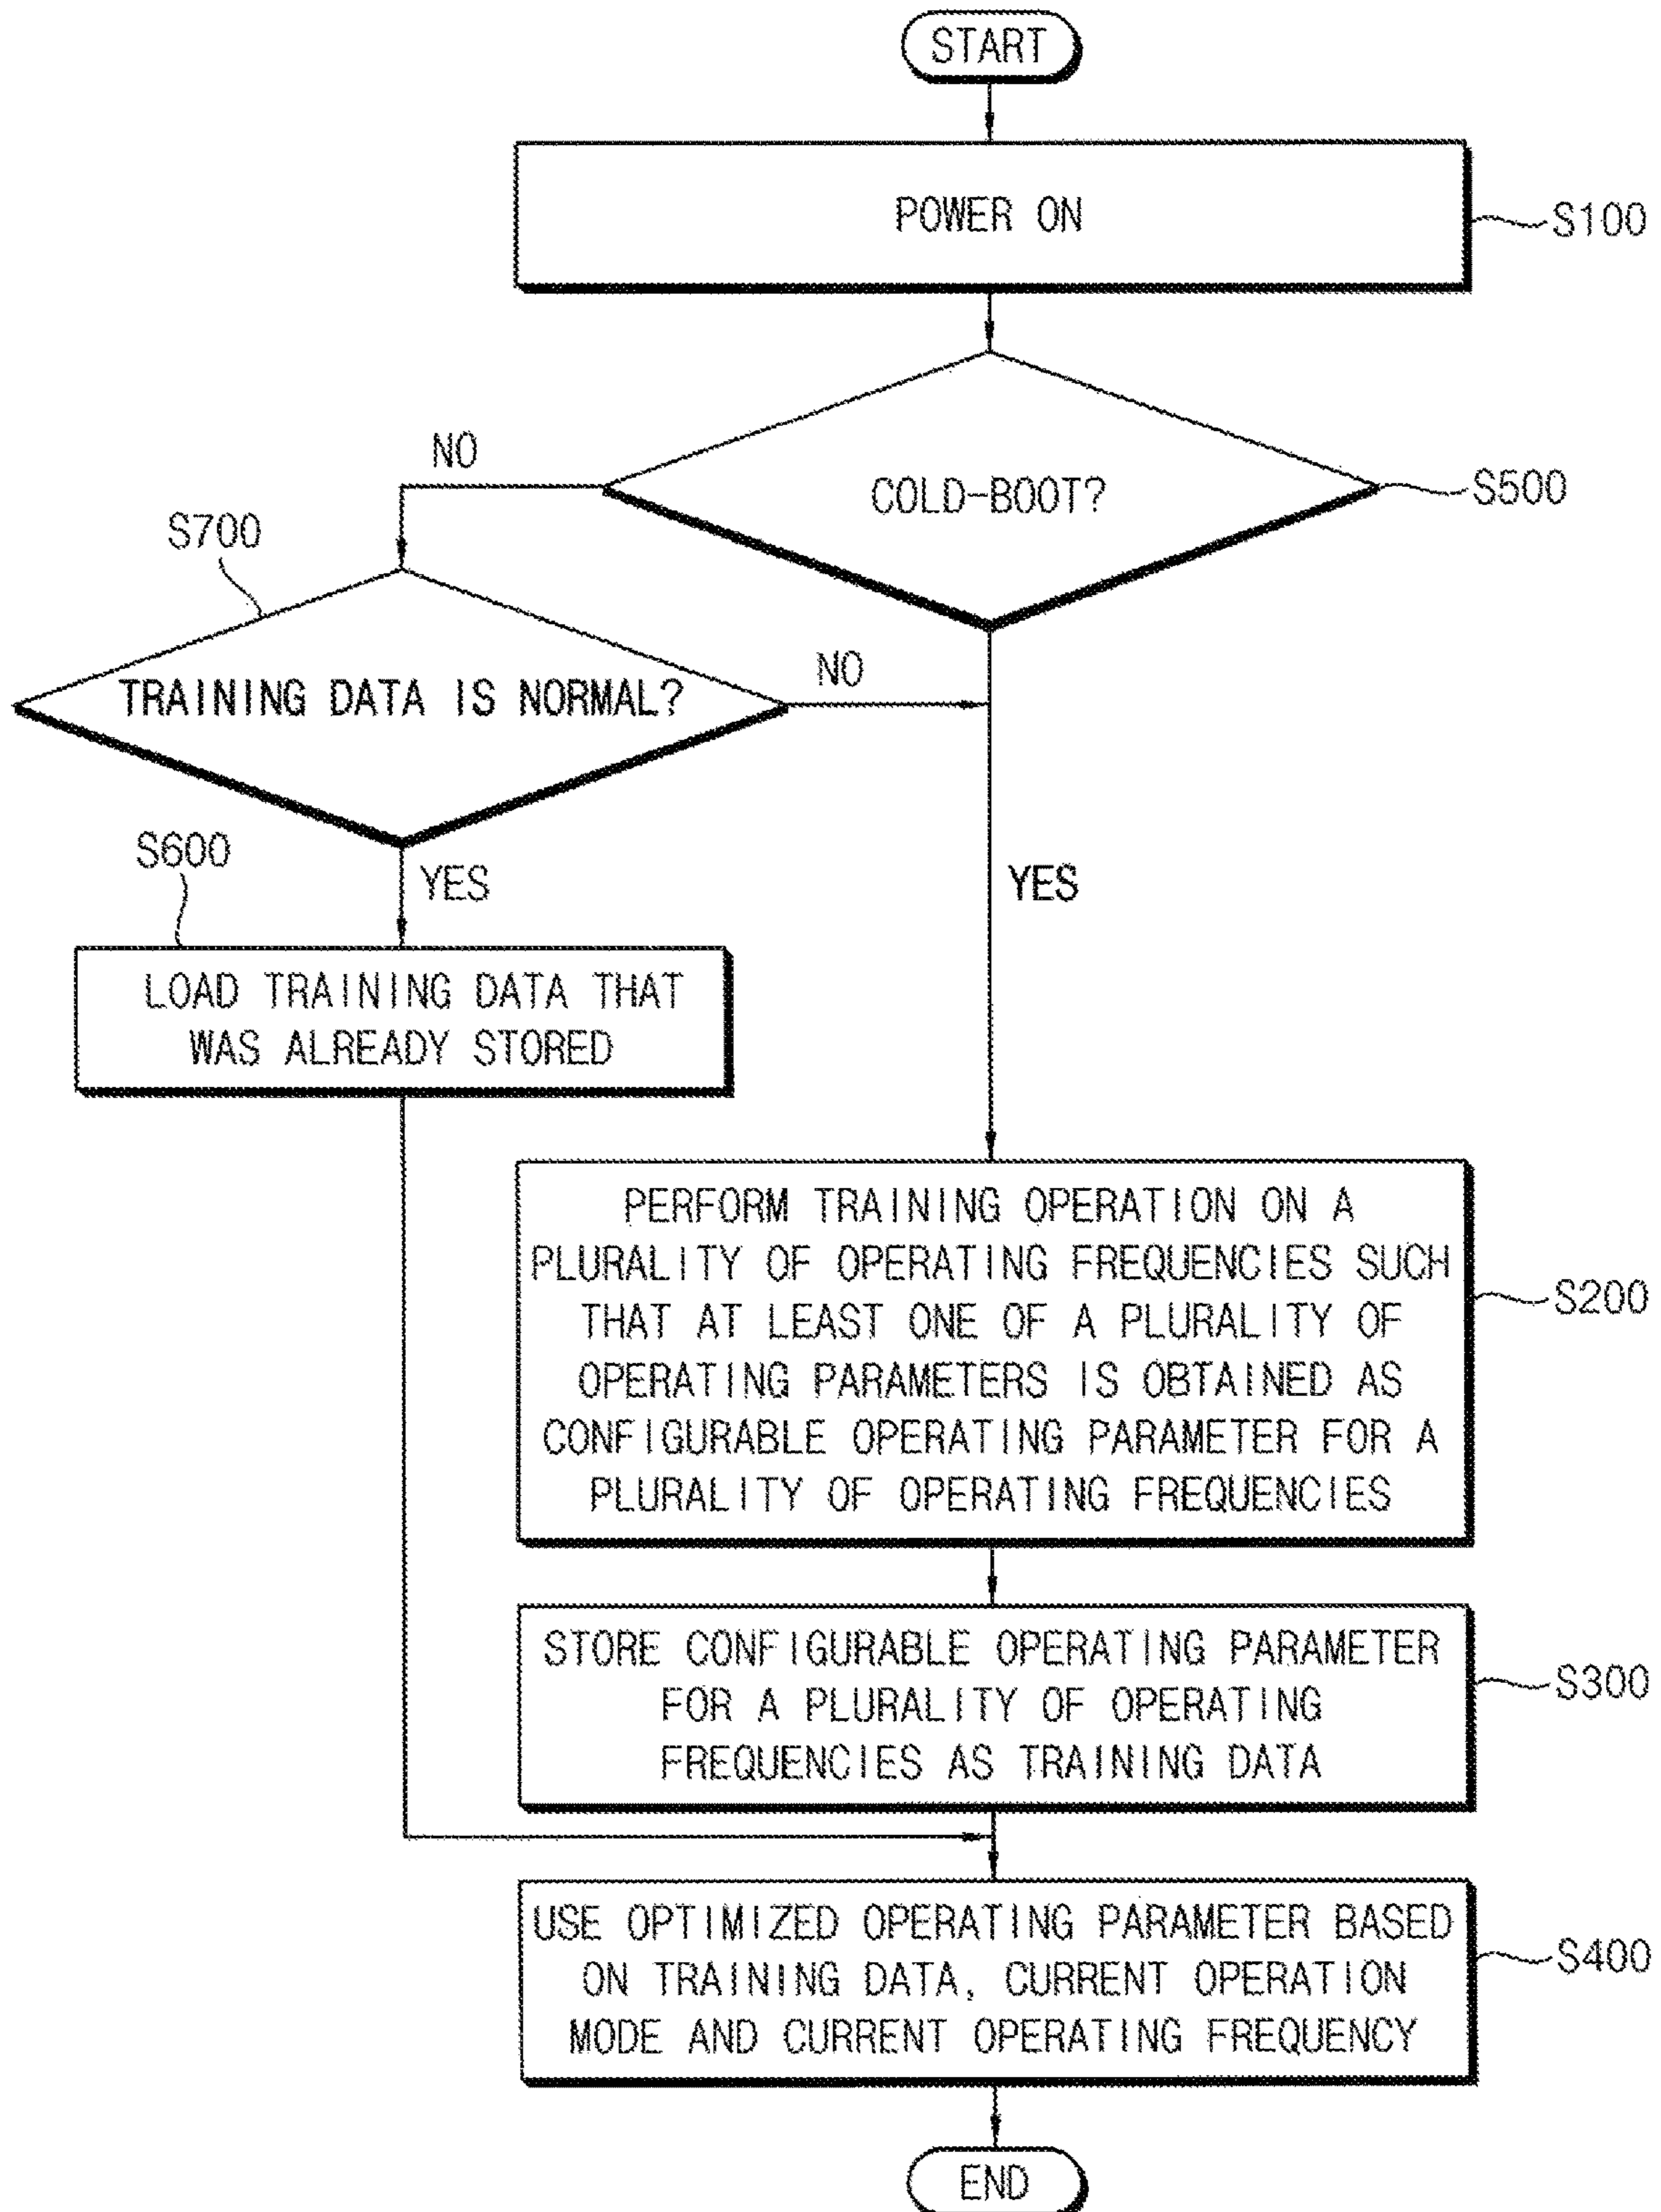 START
POWER ON
S100
NO
COLD-BOOT?
S500
S700
TRAINING DATA IS NORMAL?
NO
S600
YES
YES
LOAD TRAINING DATA THAT
WAS ALREADY STORED
PERFORM TRAINING OPERATION ON A
PLURALITY OF OPERATING FREQUENCIES SUCH
THAT AT LEAST ONE OF A PLURALITY OF
OPERATING PARAMETERS IS OBTAINED AS
CONFIGURABLE OPERATING PARAMETER FOR A
PLURALITY OF OPERATING FREQUENCIES
S200
STORE CONFIGURABLE OPERATING PARAMETER
FOR A PLURALITY OF OPERATING
FREQUENCIES AS TRAINING DATA
S300
USE OPTIMIZED OPERATING PARAMETER BASED
ON TRAINING DATA, CURRENT OPERATION
MODE AND CURRENT OPERATING FREQUENCY
S400
END